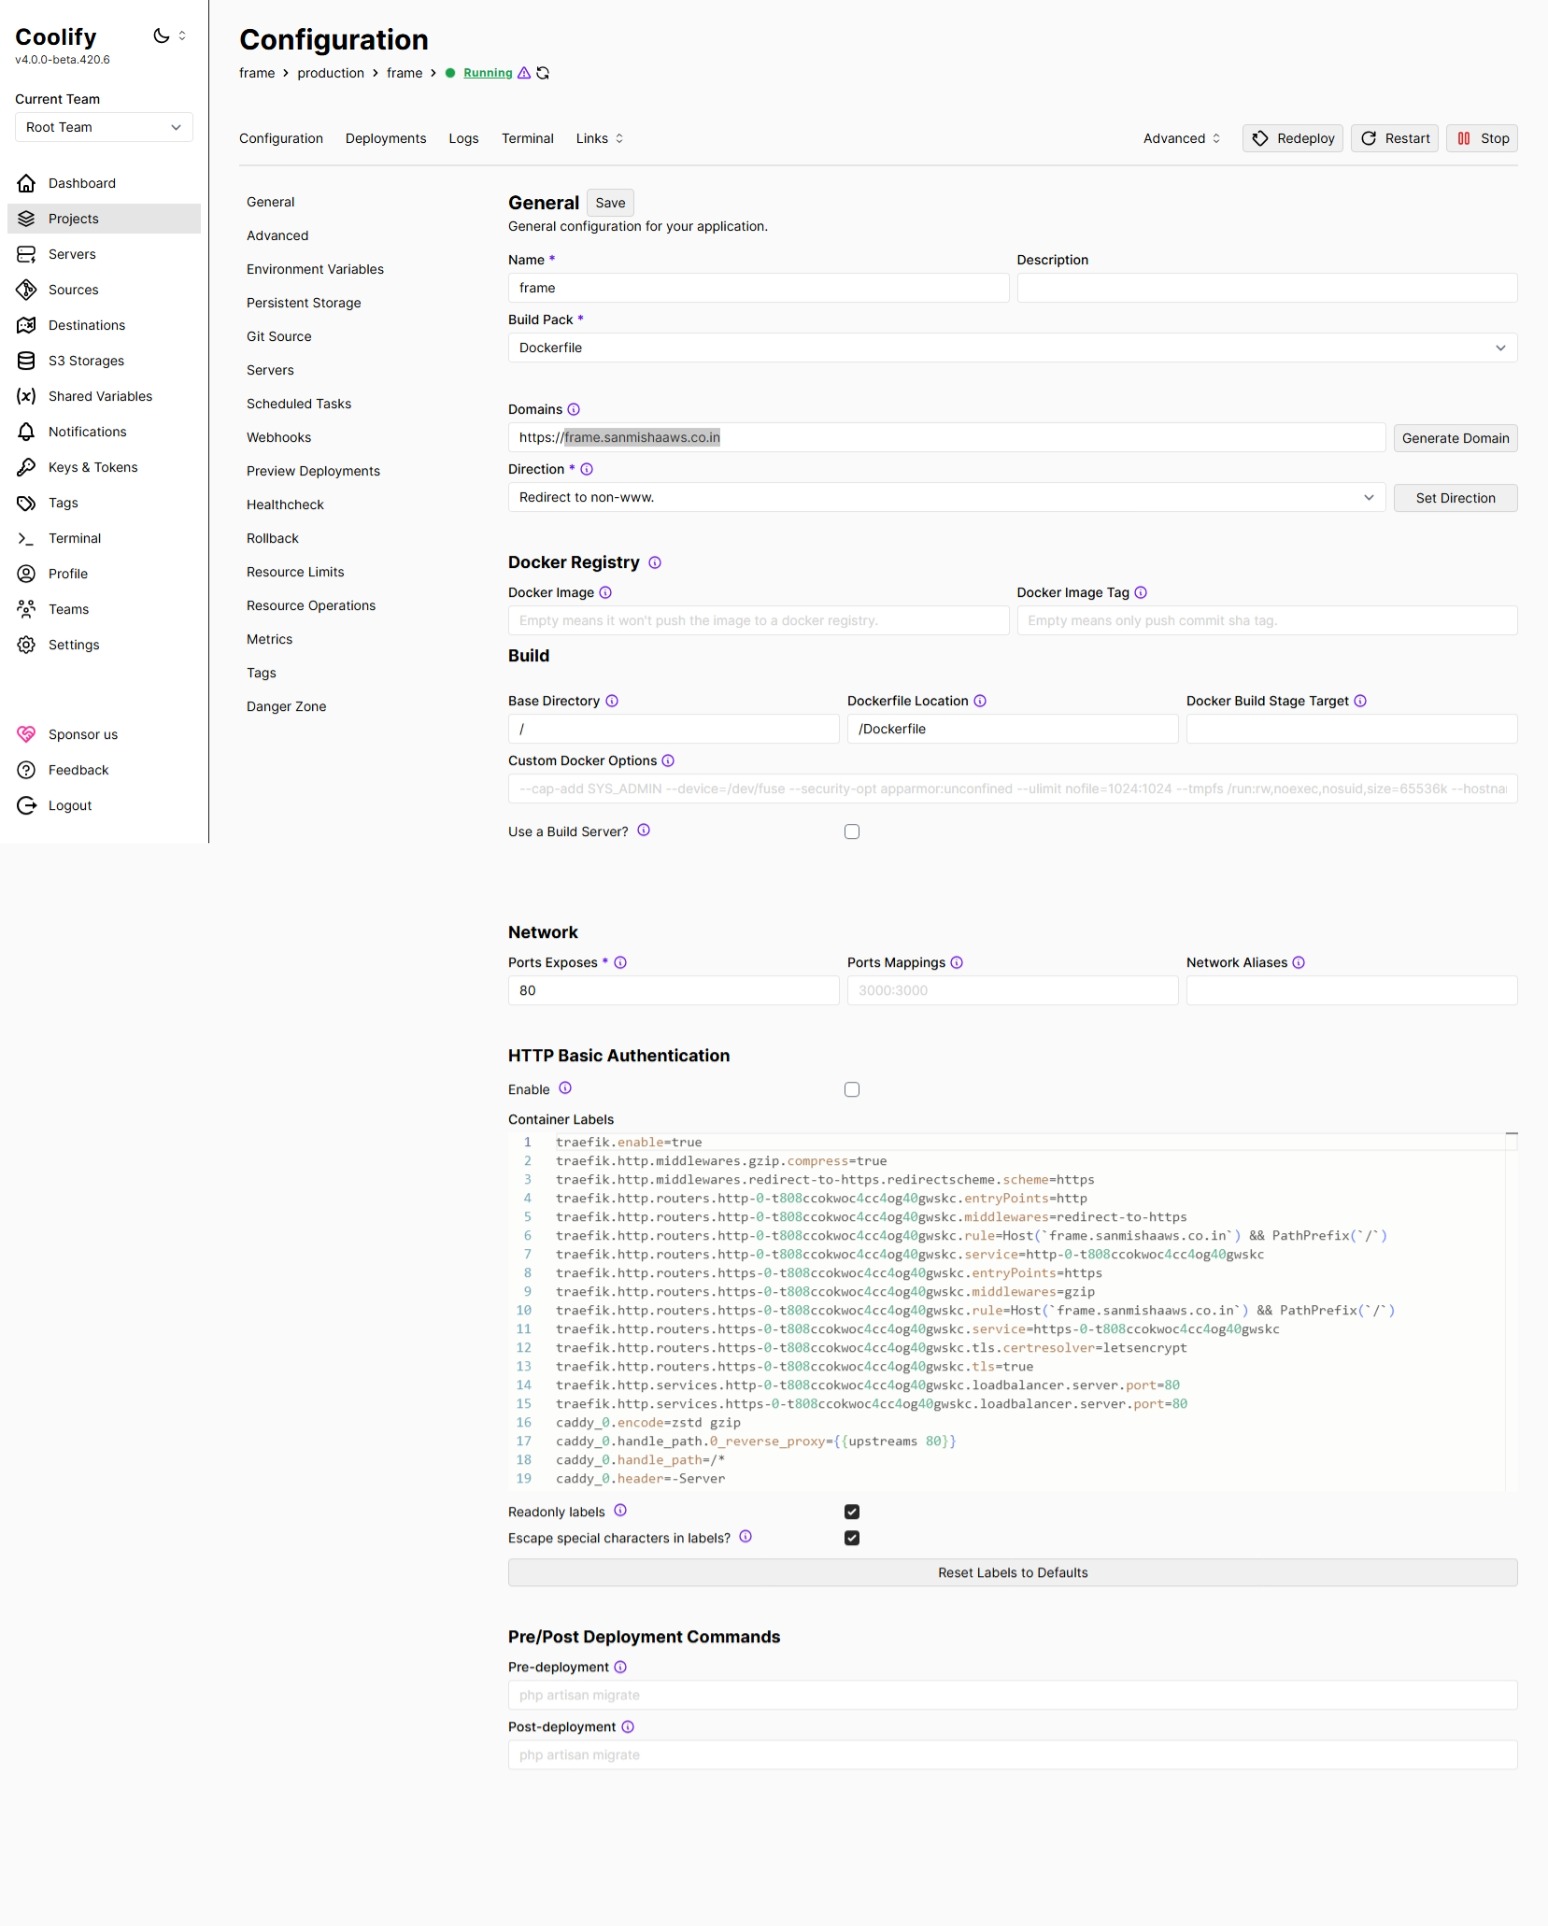 Coolify
v4.0.0-beta.420.6
Current Team
Root Team
Dashboard
Projects
Servers
Sources
Destinations
S3 Storages
Shared Variables
Notifications
Keys & Tokens
Tags
Terminal
Profile
Teams
Settings
Sponsor us
Feedback
Logout
Configuration
frame > production > frame > Running
Configuration Deployments Logs Terminal Links Advanced Redeploy Restart Stop
General
Advanced
Environment Variables
Persistent Storage
Git Source
Servers
Scheduled Tasks
Webhooks
Preview Deployments
Healthcheck
Rollback
Resource Limits
Resource Operations
Metrics
Tags
Danger Zone
General Save
General configuration for your application.
Name * Description
frame
Build Pack *
Dockerfile
Domains
https://frame.sanmishaaws.co.in Generate Domain
Direction *
Redirect to non-www. Set Direction
Docker Registry
Docker Image Docker Image Tag
Empty means it won't push the image to a docker registry. Empty means only push commit sha tag.
Build
Base Directory Dockerfile Location Docker Build Stage Target
/ /Dockerfile
Custom Docker Options
--cap-add SYS_ADMIN --device=/dev/fuse --security-opt apparmor:unconfined --ulimit nofile=1024:1024 --tmpfs /run:rw,noexec,nosuid,size=65536k --hostna
Use a Build Server?
Network
Ports Exposes * Ports Mappings Network Aliases
80 3000:3000
HTTP Basic Authentication
Enable
Container Labels
1 traefik.enable=true
2 traefik.http.middlewares.gzip.compress=true
3 traefik.http.middlewares.redirect-to-https.redirectscheme.scheme=https
4 traefik.http.routers.http-0-t808ccokwoc4cc4og40gwskc.entryPoints=http
5 traefik.http.routers.http-0-t808ccokwoc4cc4og40gwskc.middlewares=redirect-to-https
6 traefik.http.routers.http-0-t808ccokwoc4cc4og40gwskc.rule=Host(`frame.sanmishaaws.co.in`) && PathPrefix(`/`)
7 traefik.http.routers.http-0-t808ccokwoc4cc4og40gwskc.service=http-0-t808ccokwoc4cc4og40gwskc
8 traefik.http.routers.https-0-t808ccokwoc4cc4og40gwskc.entryPoints=https
9 traefik.http.routers.https-0-t808ccokwoc4cc4og40gwskc.middlewares=gzip
10 traefik.http.routers.https-0-t808ccokwoc4cc4og40gwskc.rule=Host(`frame.sanmishaaws.co.in`) && PathPrefix(`/`)
11 traefik.http.routers.https-0-t808ccokwoc4cc4og40gwskc.service=https-0-t808ccokwoc4cc4og40gwskc
12 traefik.http.routers.https-0-t808ccokwoc4cc4og40gwskc.tls.certresolver=letsencrypt
13 traefik.http.routers.https-0-t808ccokwoc4cc4og40gwskc.tls=true
14 traefik.http.services.http-0-t808ccokwoc4cc4og40gwskc.loadbalancer.server.port=80
15 traefik.http.services.https-0-t808ccokwoc4cc4og40gwskc.loadbalancer.server.port=80
16 caddy_0.encode=zstd gzip
17 caddy_0.handle_path.0_reverse_proxy={{upstreams 80}}
18 caddy_0.handle_path=/*
19 caddy_0.header=-Server
Readonly labels
Escape special characters in labels?
Reset Labels to Defaults
Pre/Post Deployment Commands
Pre-deployment
php artisan migrate
Post-deployment
php artisan migrate